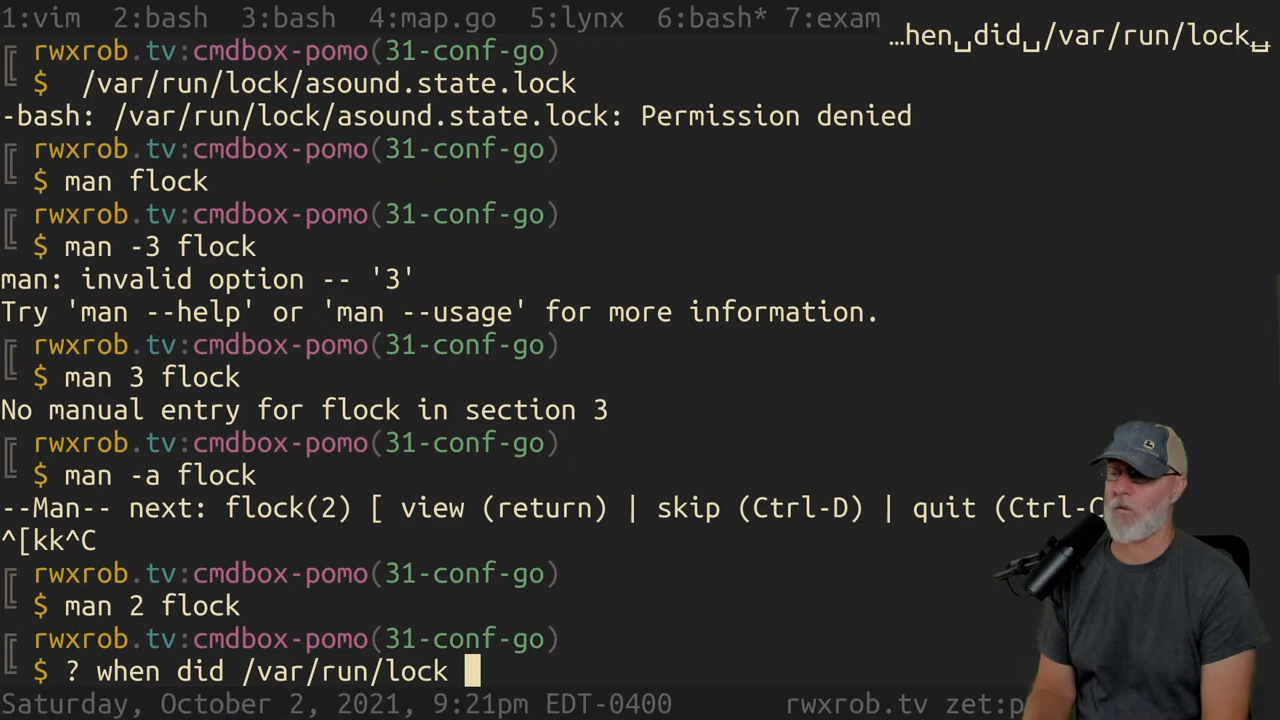 1:vim 2:bash 3:bash 4:map.go 5:lynx 6:bash* 7:exam
…hen␣did␣/var/run/lock␣
rwxrob.tv:cmdbox-pomo(31-conf-go)
$ /var/run/lock/asound.state.lock
-bash: /var/run/lock/asound.state.lock: Permission denied
rwxrob.tv:cmdbox-pomo(31-conf-go)
$ man flock
rwxrob.tv:cmdbox-pomo(31-conf-go)
$ man -3 flock
man: invalid option -- '3'
Try 'man --help' or 'man --usage' for more information.
rwxrob.tv:cmdbox-pomo(31-conf-go)
$ man 3 flock
No manual entry for flock in section 3
rwxrob.tv:cmdbox-pomo(31-conf-go)
$ man -a flock
--Man-- next: flock(2) [ view (return) | skip (Ctrl-D) | quit (Ctrl-C
^[kk^C
rwxrob.tv:cmdbox-pomo(31-conf-go)
$ man 2 flock
rwxrob.tv:cmdbox-pomo(31-conf-go)
$ ? when did /var/run/lock
Saturday, October 2, 2021, 9:21pm EDT-0400 rwxrob.tv zet:p